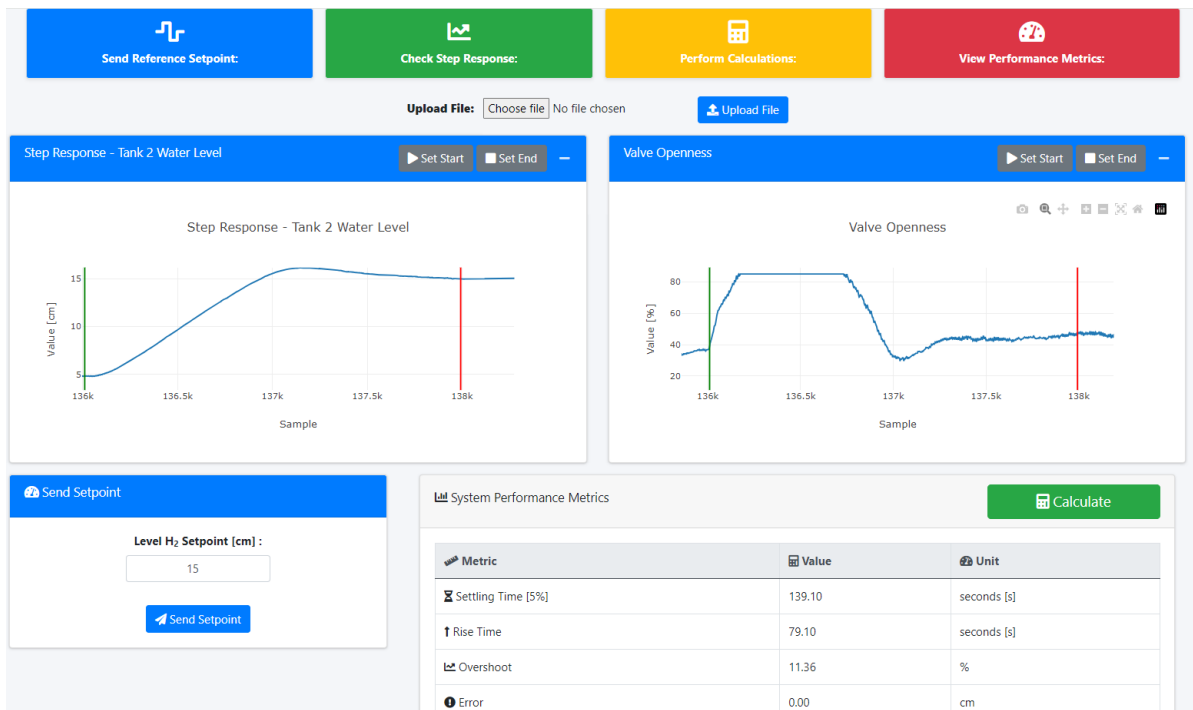 Send Reference Setpoint:
Check Step Response:
Perform Calculations:
View Performance Metrics:
Upload File: Choose file No file chosen Upload File
Step Response - Tank 2 Water Level Set Start Set End
Valve Openness Set Start Set End
Step Response - Tank 2 Water Level
Value [cm]
15
10
5
136k 136.5k 137k 137.5k 138k
Sample
Valve Openness
Value [%]
80
60
40
20
136k 136.5k 137k 137.5k 138k
Sample
Send Setpoint
Level H₂ Setpoint [cm] :
15
Send Setpoint
System Performance Metrics Calculate
Metric Value Unit
Settling Time [5%] 139.10 seconds [s]
Rise Time 79.10 seconds [s]
Overshoot 11.36 %
Error 0.00 cm